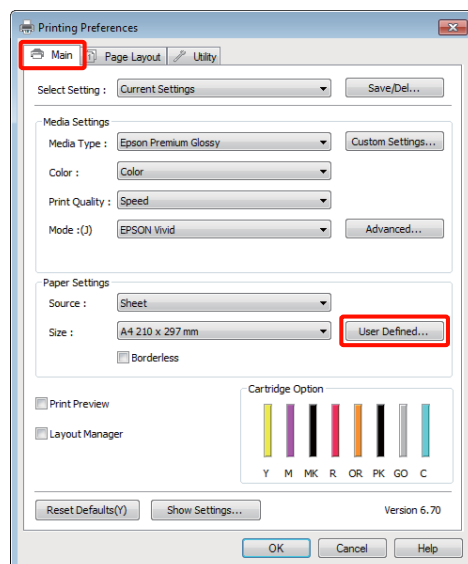 Printing Preferences
Main
Page Layout
Utility
Select Setting :
Current Settings
Save/Del...
Media Settings
Media Type :
Epson Premium Glossy
Custom Settings...
Color :
Color
Print Quality :
Speed
Mode :(J)
EPSON Vivid
Advanced...
Paper Settings
Source :
Sheet
Size :
A4 210 x 297 mm
User Defined...
Borderless
Print Preview
Layout Manager
Cartridge Option
Y M MK R OR PK GO C
Reset Defaults(Y)
Show Settings...
Version 6.70
OK
Cancel
Help